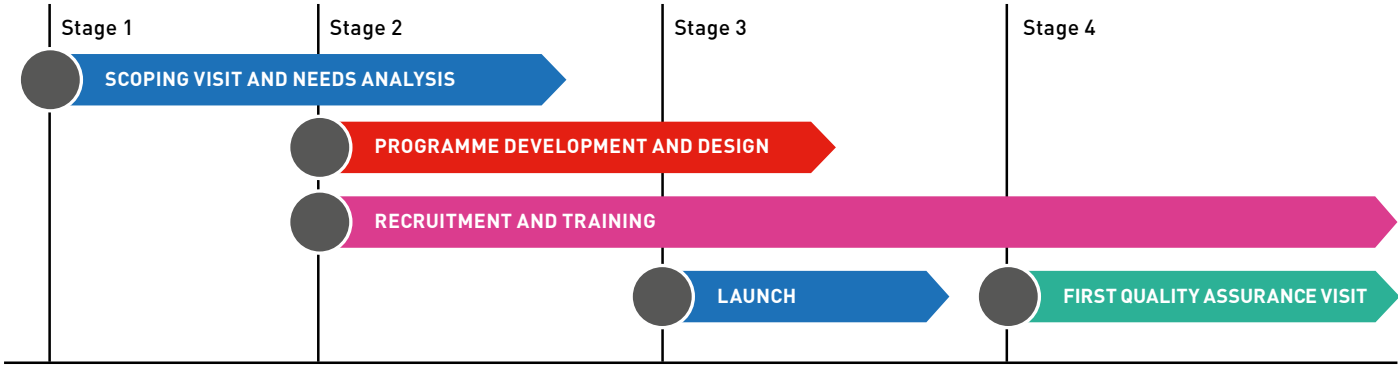 Stage 1
Stage 2
Stage 3
Stage 4
SCOPING VISIT AND NEEDS ANALYSIS
PROGRAMME DEVELOPMENT AND DESIGN
RECRUITMENT AND TRAINING
LAUNCH
FIRST QUALITY ASSURANCE VISIT